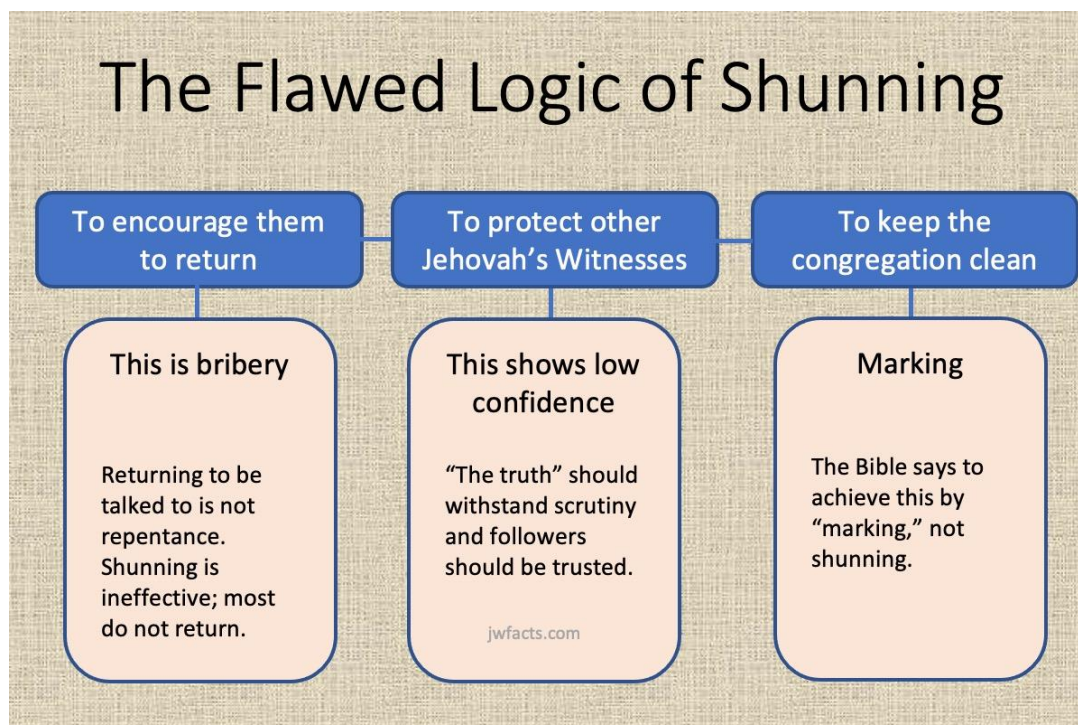 The Flawed Logic of Shunning
To encourage them
to return
To protect other
Jehovah’s Witnesses
To keep the
congregation clean
This is bribery
Returning to be
talked to is not
repentance.
Shunning is
ineffective; most
do not return.
This shows low
confidence
“The truth” should
withstand scrutiny
and followers
should be trusted.
jwfacts.com
Marking
The Bible says to
achieve this by
“marking,” not
shunning.